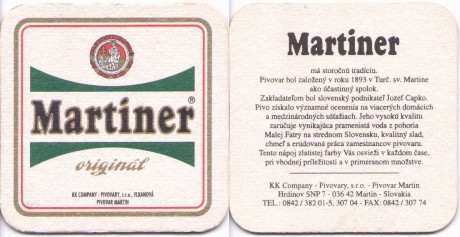 Martiner®
originál
KK COMPANY - PIVOVARY, s.r.o., VLKANOVÁ
PIVOVAR MARTIN
Martiner
má storočnú tradíciu.
Pivovar bol založený v roku 1893 v Turč. sv. Martine
ako účastinný spolok.
Zakladateľom bol slovenský podnikateľ Jozef Capko.
Pivo získalo významné ocenenia na viacerých domácich
a medzinárodných súťažiach. Jeho vysokú kvalitu
zaručuje vynikajúca pramenistá voda z pohoria
Malej Fatry na strednom Slovensku, kvalitný slad,
chmeľ a erudovaná práca zamestnancov pivovaru.
Tento nápoj zlatistej farby Vás osvieži v každom čase,
pri vhodnej príležitosti a v primeranom množstve.
KK Company - Pivovary, s.r.o. - Pivovar Martin
Hrdinov SNP 7 - 036 42 Martin - Slovakia
TEL.: 0842 / 382 01-5, 307 04 - FAX: 0842 / 307 74